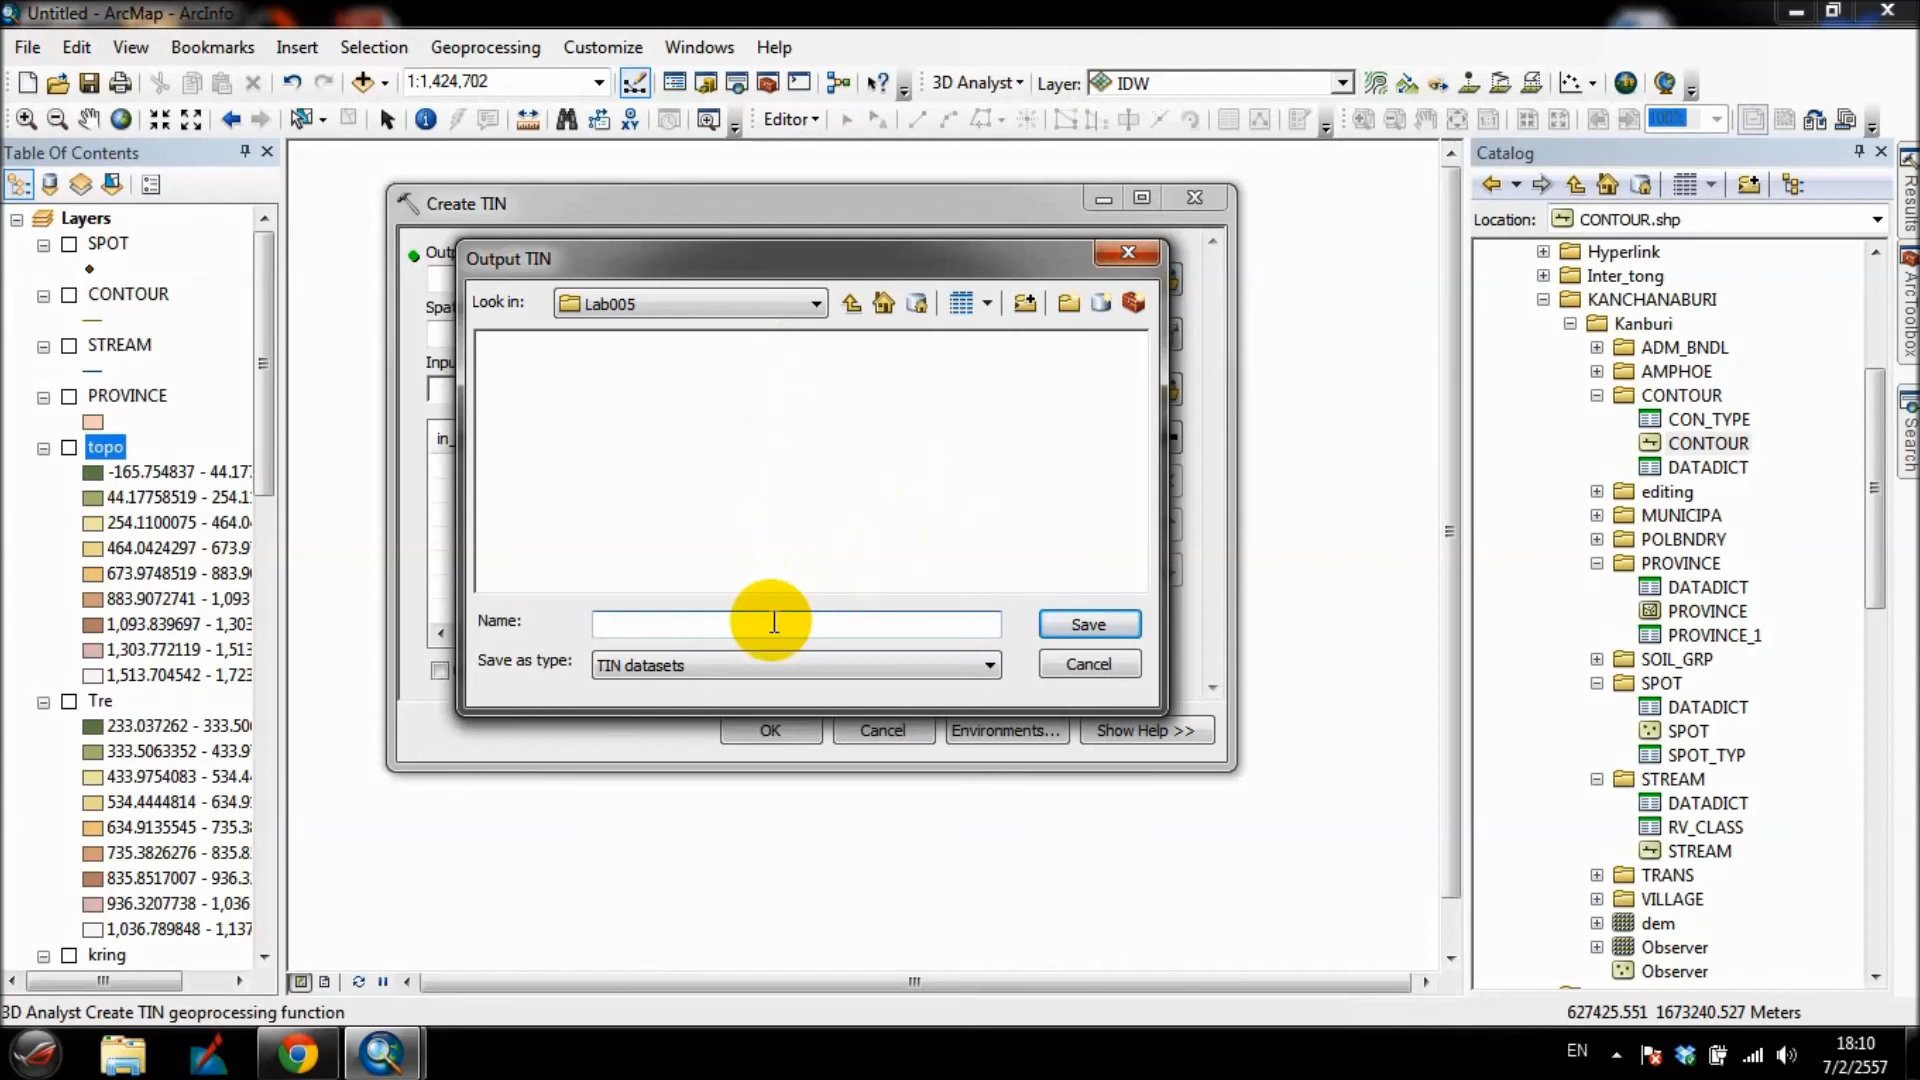 Untitled - ArcMap - ArcInfo
File Edit View Bookmarks Insert Selection Geoprocessing Customize Windows Help
1:1,424,702 3D Analyst Layer: IDW
Editor 100%
Table Of Contents
Layers
SPOT
CONTOUR
STREAM
PROVINCE
topo
-165.754837 - 44.17
44.17758519 - 254.1
254.1100075 - 464.0
464.0424297 - 673.9
673.9748519 - 883.9
883.9072741 - 1,093
1,093.839697 - 1,303
1,303.772119 - 1,513
1,513.704542 - 1,723
Tre
233.037262 - 333.50
333.5063352 - 433.9
433.9754083 - 534.4
534.4444814 - 634.9
634.9135545 - 735.3
735.3826276 - 835.8
835.8517007 - 936.3
936.3207738 - 1,036
1,036.789848 - 1,137
kring
Create TIN
Outp
Spat
Inpu
in_
OK Cancel Environments... Show Help >>
Output TIN
Look in: Lab005
Name: Save
Save as type: TIN datasets Cancel
Catalog
Location: CONTOUR.shp
Hyperlink
Inter_tong
KANCHANABURI
Kanburi
ADM_BNDL
AMPHOE
CONTOUR
CON_TYPE
CONTOUR
DATADICT
editing
MUNICIPA
POLBNDRY
PROVINCE
DATADICT
PROVINCE
PROVINCE_1
SOIL_GRP
SPOT
DATADICT
SPOT
SPOT_TYP
STREAM
DATADICT
RV_CLASS
STREAM
TRANS
VILLAGE
dem
Observer
Observer
Results
ArcToolbox
Search
3D Analyst Create TIN geoprocessing function
627425.551 1673240.527 Meters
EN
18:10
7/2/2557